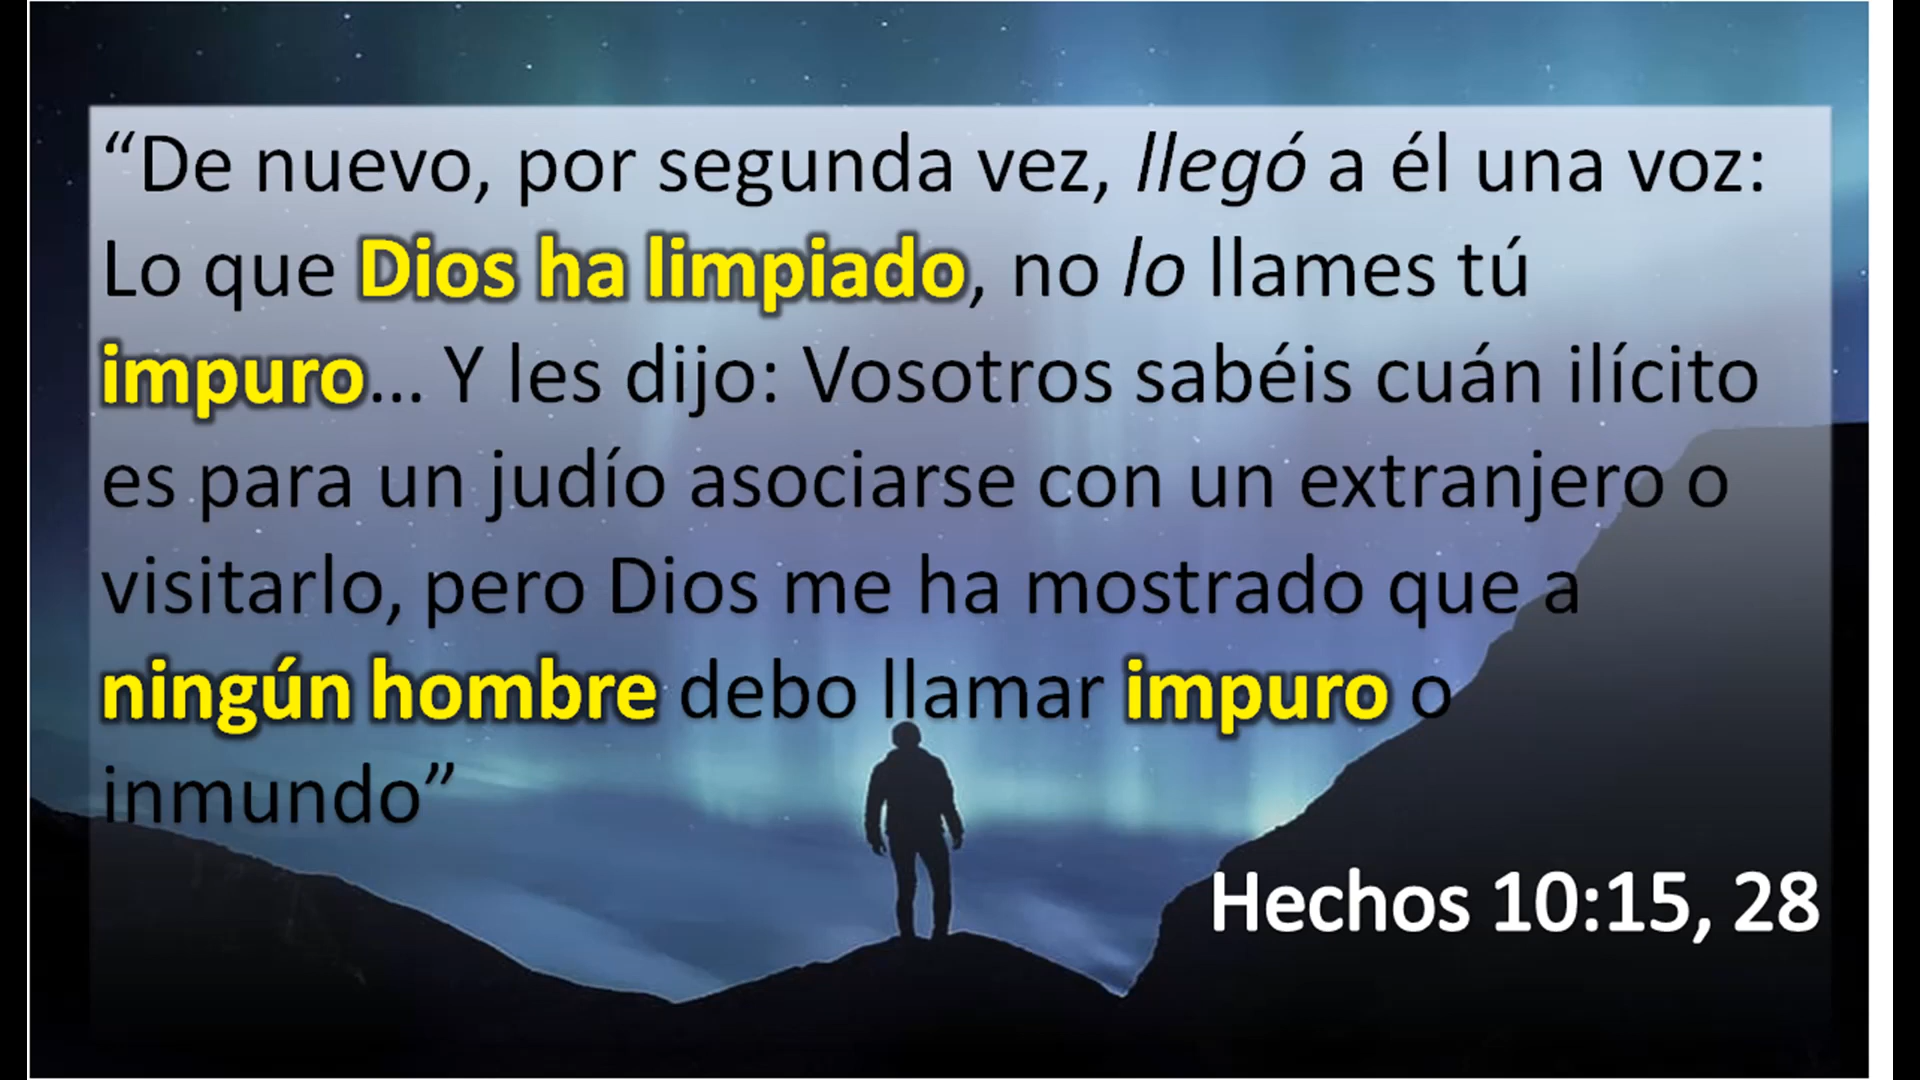 “De nuevo, por segunda vez, llegó a él una voz:
Lo que Dios ha limpiado, no lo llames tú
impuro... Y les dijo: Vosotros sabéis cuán ilícito
es para un judío asociarse con un extranjero o
visitarlo, pero Dios me ha mostrado que a
ningún hombre debo llamar impuro o
inmundo”
Hechos 10:15, 28